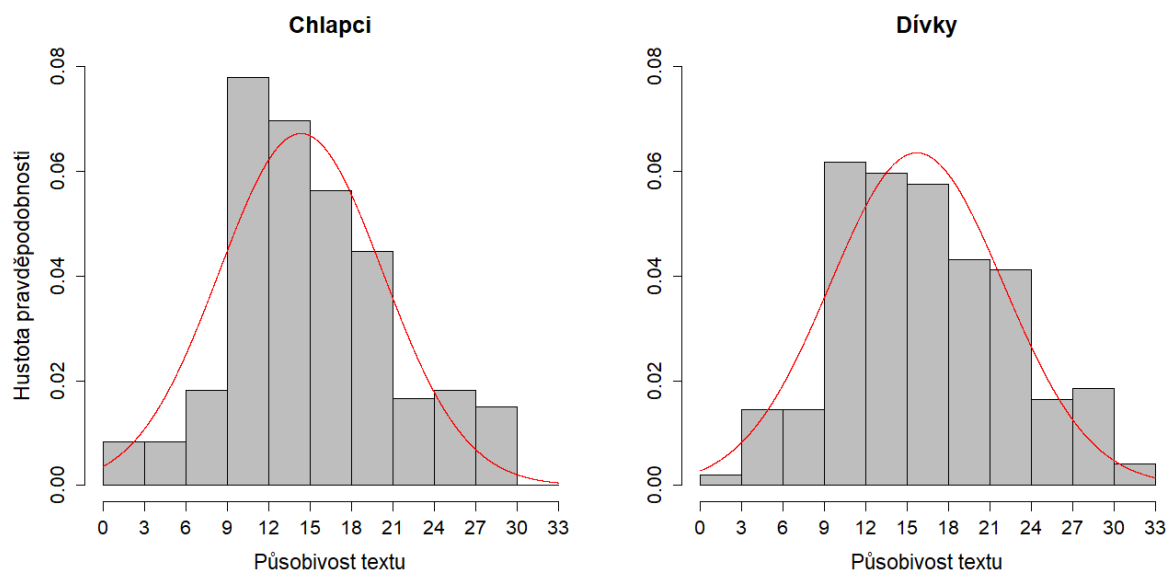 Chlapci
Hustota pravděpodobnosti
0.00 0.02 0.04 0.06 0.08
0 3 6 9 12 15 18 21 24 27 30 33
Působivost textu
Dívky
0.00 0.02 0.04 0.06 0.08
0 3 6 9 12 15 18 21 24 27 30 33
Působivost textu